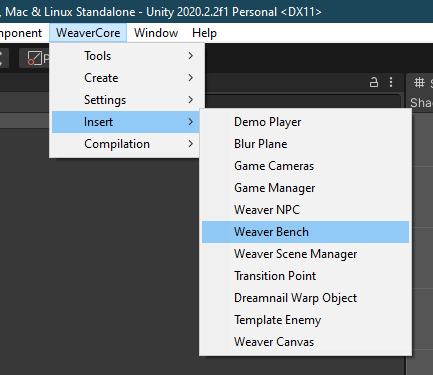 , Mac & Linux Standalone - Unity 2020.2.2f1 Personal <DX11>
mponent WeaverCore Window Help
Tools
Create
Settings
Insert
Compilation
Demo Player
Blur Plane
Game Cameras
Game Manager
Weaver NPC
Weaver Bench
Weaver Scene Manager
Transition Point
Dreamnail Warp Object
Template Enemy
Weaver Canvas